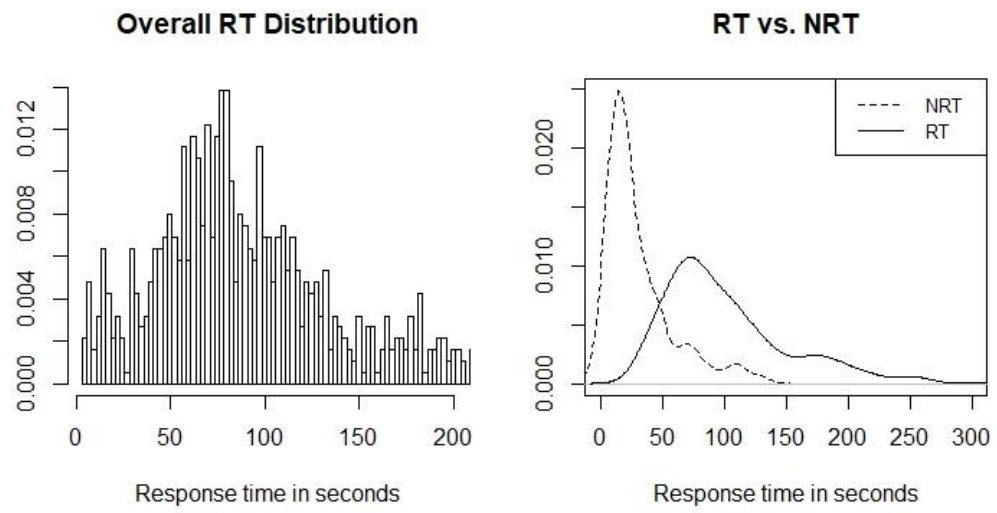 Overall RT Distribution
0.000 0.004 0.008 0.012
0 50 100 150 200
Response time in seconds
RT vs. NRT
NRT
RT
0.000 0.010 0.020
0 50 100 150 200 250 300
Response time in seconds